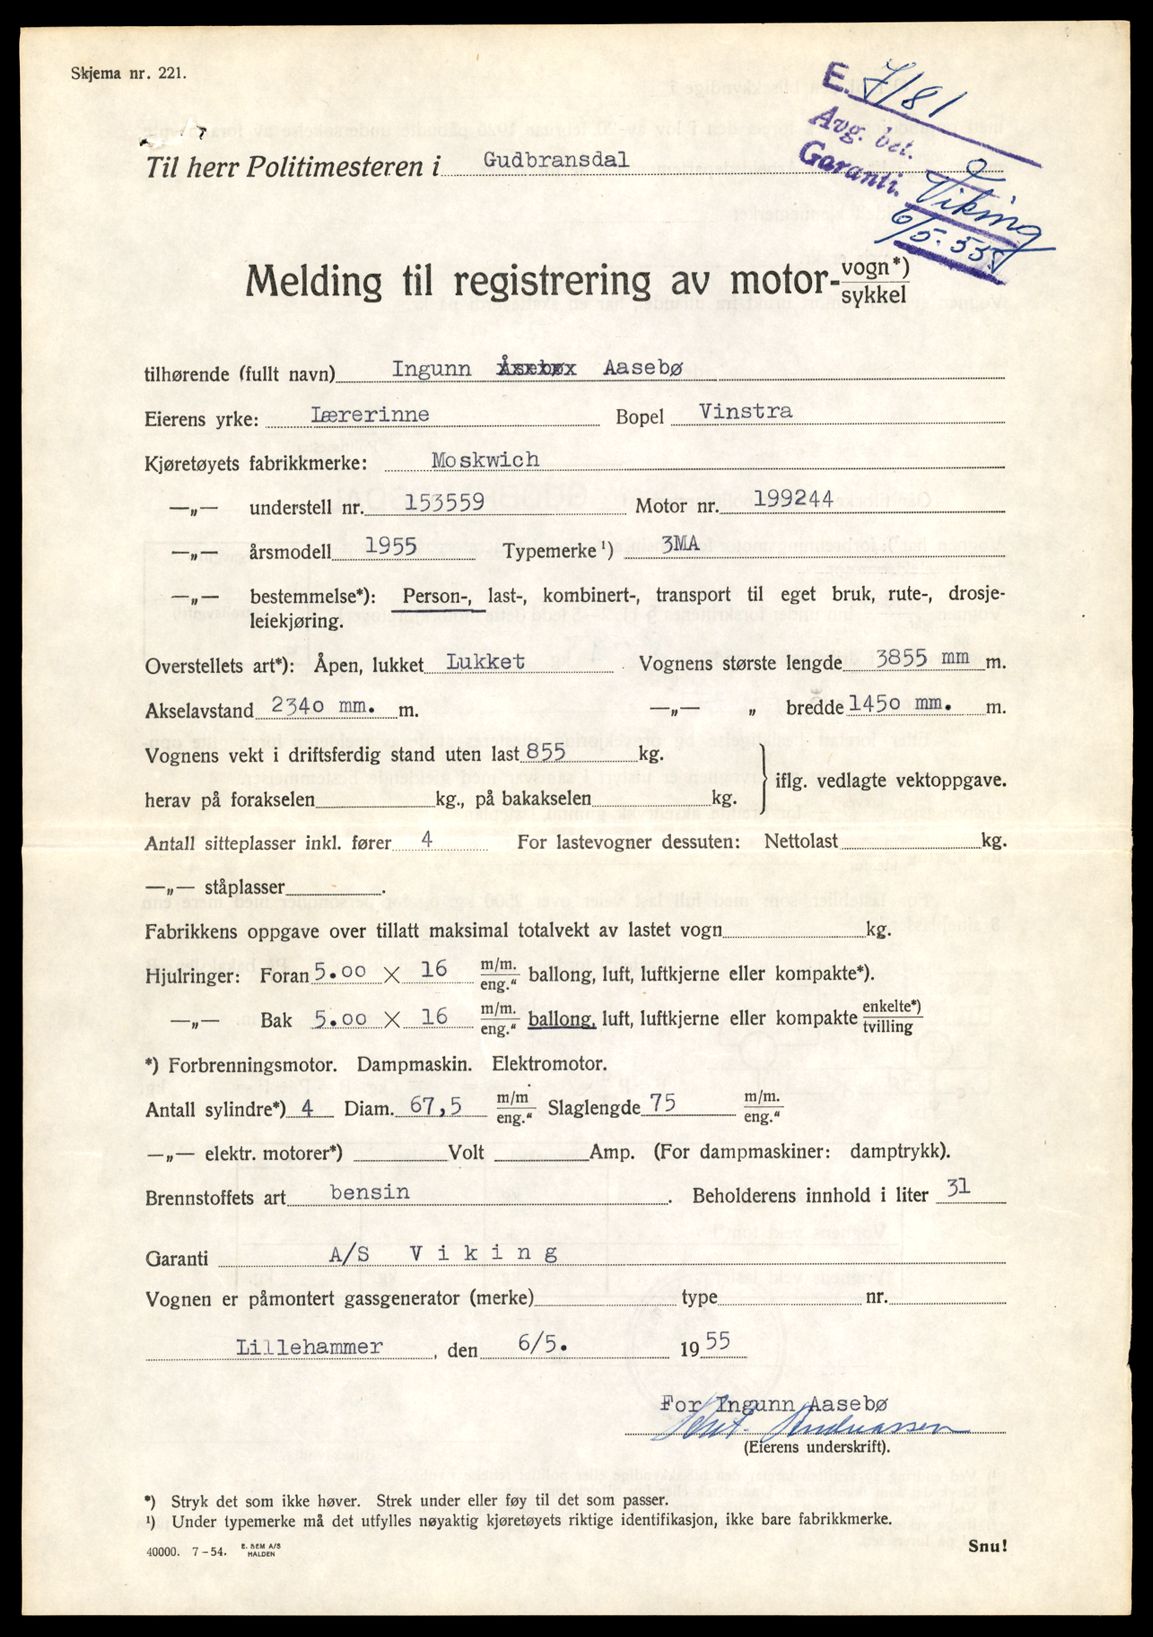 Skjema nr. 221.
E. 7181
Avg. bet.
Garanti. Viking
6/5.55
Til herr Politimesteren i Gudbransdal
Melding til registrering av motor-vogn*)
sykkel
tilhørende (fullt navn) Ingunn Åsebø Aasebø
Eierens yrke: Lærerinne Bopel Vinstra
Kjøretøyets fabrikkmerke: Moskwich
—„— understell nr. 153559 Motor nr. 199244
—„— årsmodell 1955 Typemerke ¹) 3MA
—„— bestemmelse*): Person-, last-, kombinert-, transport til eget bruk, rute-, drosje-
leiekjøring.
Overstellets art*): Åpen, lukket Lukket Vognens største lengde 3855 mm m.
Akselavstand 2340 mm. m. —„— „ bredde 1450 mm. m.
Vognens vekt i driftsferdig stand uten last 855 kg.
iflg. vedlagte vektoppgave.
herav på forakselen kg., på bakakselen kg.
Antall sitteplasser inkl. fører 4 For lastevogner dessuten: Nettolast kg.
—„— ståplasser .
Fabrikkens oppgave over tillatt maksimal totalvekt av lastet vogn kg.
Hjulringer: Foran 5.00 X 16 m/m. eng." ballong, luft, luftkjerne eller kompakte*).
—„— Bak 5.00 X 16 m/m. eng." ballong, luft, luftkjerne eller kompakte enkelte*) tvilling
*) Forbrenningsmotor. Dampmaskin. Elektromotor.
Antall sylindre*) 4 Diam. 67,5 m/m eng." Slaglengde 75 m/m. eng."
—„— elektr. motorer*) Volt Amp. (For dampmaskiner: damptrykk).
Brennstoffets art bensin . Beholderens innhold i liter 31
Garanti A/S Viking
Vognen er påmontert gassgenerator (merke) type nr.
Lillehammer , den 6/5. 1955
For Ingunn Aasebø
(Eierens underskrift).
*) Stryk det som ikke høver. Strek under eller føy til det som passer.
¹) Under typemerke må det utfylles nøyaktig kjøretøyets riktige identifikasjon, ikke bare fabrikkmerke.
40000. 7-54. E. SEM A/S
HALDEN
Snu!